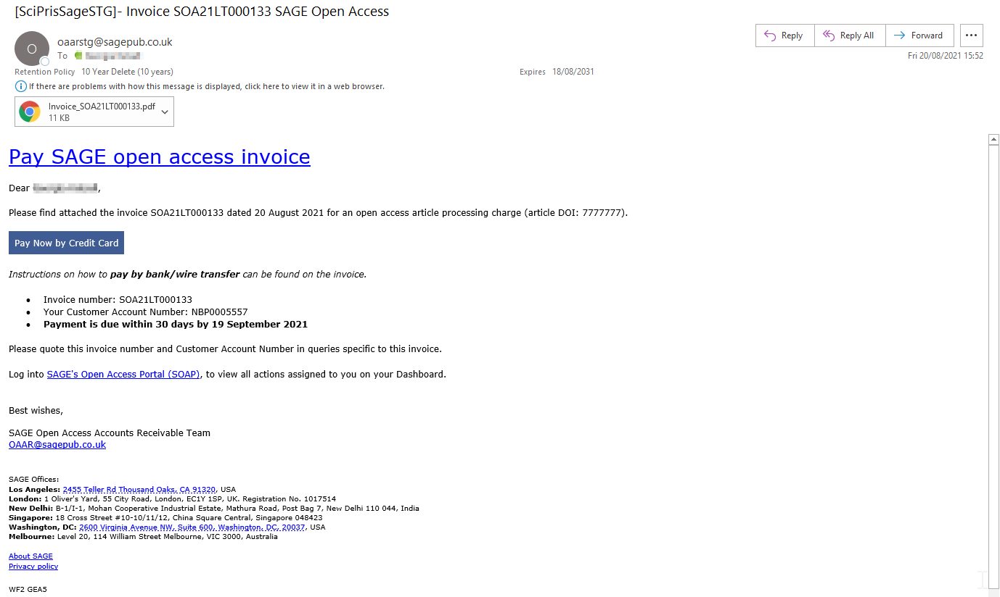 [SciPrisSageSTG]- Invoice SOA21LT000133 SAGE Open Access
O
oaarstg@sagepub.co.uk
To
Reply
Reply All
Forward
Fri 20/08/2021 15:52
Retention Policy 10 Year Delete (10 years)
Expires 18/08/2031
If there are problems with how this message is displayed, click here to view it in a web browser.
Invoice_SOA21LT000133.pdf
11 KB
Pay SAGE open access invoice
Dear ,
Please find attached the invoice SOA21LT000133 dated 20 August 2021 for an open access article processing charge (article DOI: 7777777).
Pay Now by Credit Card
Instructions on how to pay by bank/wire transfer can be found on the invoice.
• Invoice number: SOA21LT000133
• Your Customer Account Number: NBP0005557
• Payment is due within 30 days by 19 September 2021
Please quote this invoice number and Customer Account Number in queries specific to this invoice.
Log into SAGE's Open Access Portal (SOAP), to view all actions assigned to you on your Dashboard.
Best wishes,
SAGE Open Access Accounts Receivable Team
OAAR@sagepub.co.uk
SAGE Offices:
Los Angeles: 2455 Teller Rd Thousand Oaks, CA 91320, USA
London: 1 Oliver's Yard, 55 City Road, London, EC1Y 1SP, UK. Registration No. 1017514
New Delhi: B-1/I-1, Mohan Cooperative Industrial Estate, Mathura Road, Post Bag 7, New Delhi 110 044, India
Singapore: 18 Cross Street #10-10/11/12, China Square Central, Singapore 048423
Washington, DC: 2600 Virginia Avenue NW, Suite 600, Washington, DC, 20037, USA
Melbourne: Level 20, 114 William Street Melbourne, VIC 3000, Australia
About SAGE
Privacy policy
WF2 GEA5